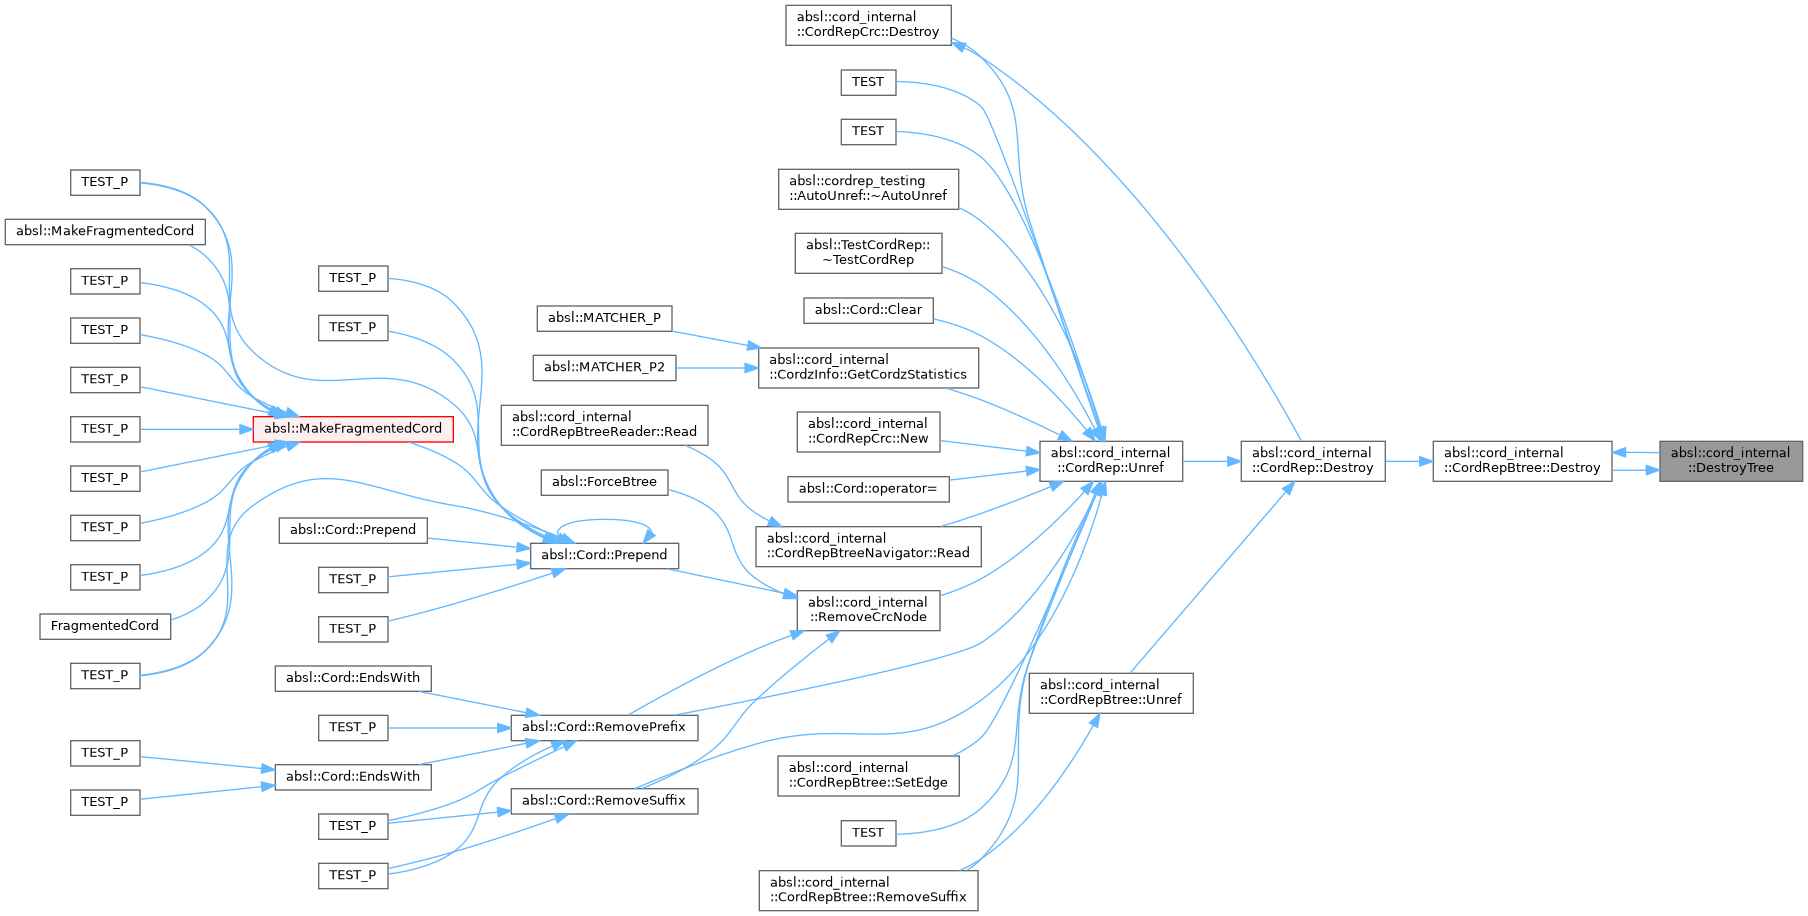 absl::cord_internal
::CordRepCrc::Destroy
TEST
TEST
absl::cordrep_testing
::AutoUnref::~AutoUnref
absl::TestCordRep::
~TestCordRep
absl::Cord::Clear
absl::cord_internal
::CordzInfo::GetCordzStatistics
absl::cord_internal
::CordRepCrc::New
absl::Cord::operator=
absl::cord_internal
::CordRepBtreeNavigator::Read
absl::cord_internal
::RemoveCrcNode
absl::cord_internal
::CordRepBtree::SetEdge
TEST
absl::cord_internal
::CordRepBtree::RemoveSuffix
absl::cord_internal
::CordRep::Unref
absl::cord_internal
::CordRepBtree::Unref
absl::cord_internal
::CordRep::Destroy
absl::cord_internal
::CordRepBtree::Destroy
absl::cord_internal
::DestroyTree
absl::MATCHER_P
absl::MATCHER_P2
absl::cord_internal
::CordRepBtreeReader::Read
absl::ForceBtree
absl::Cord::Prepend
absl::Cord::RemovePrefix
absl::Cord::RemoveSuffix
TEST_P
TEST_P
absl::MakeFragmentedCord
absl::Cord::Prepend
TEST_P
TEST_P
absl::Cord::EndsWith
TEST_P
absl::Cord::EndsWith
TEST_P
TEST_P
TEST_P
absl::MakeFragmentedCord
TEST_P
TEST_P
TEST_P
TEST_P
TEST_P
TEST_P
TEST_P
FragmentedCord
TEST_P
TEST_P
TEST_P